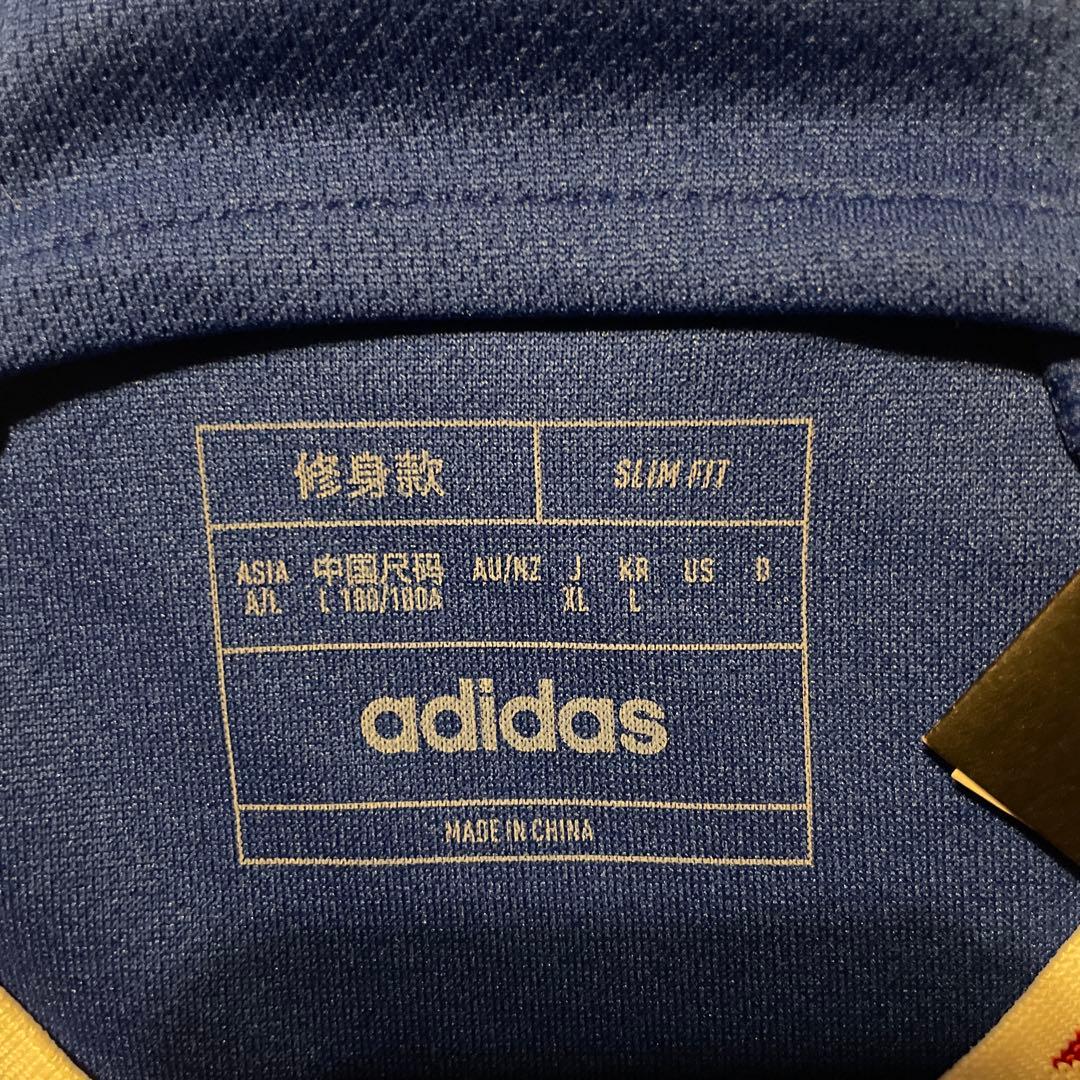 修身款 SLIM FIT
ASIA 中国尺码 AU/NZ J KR US D
A/L L 180/100A XL L
adidas
MADE IN CHINA